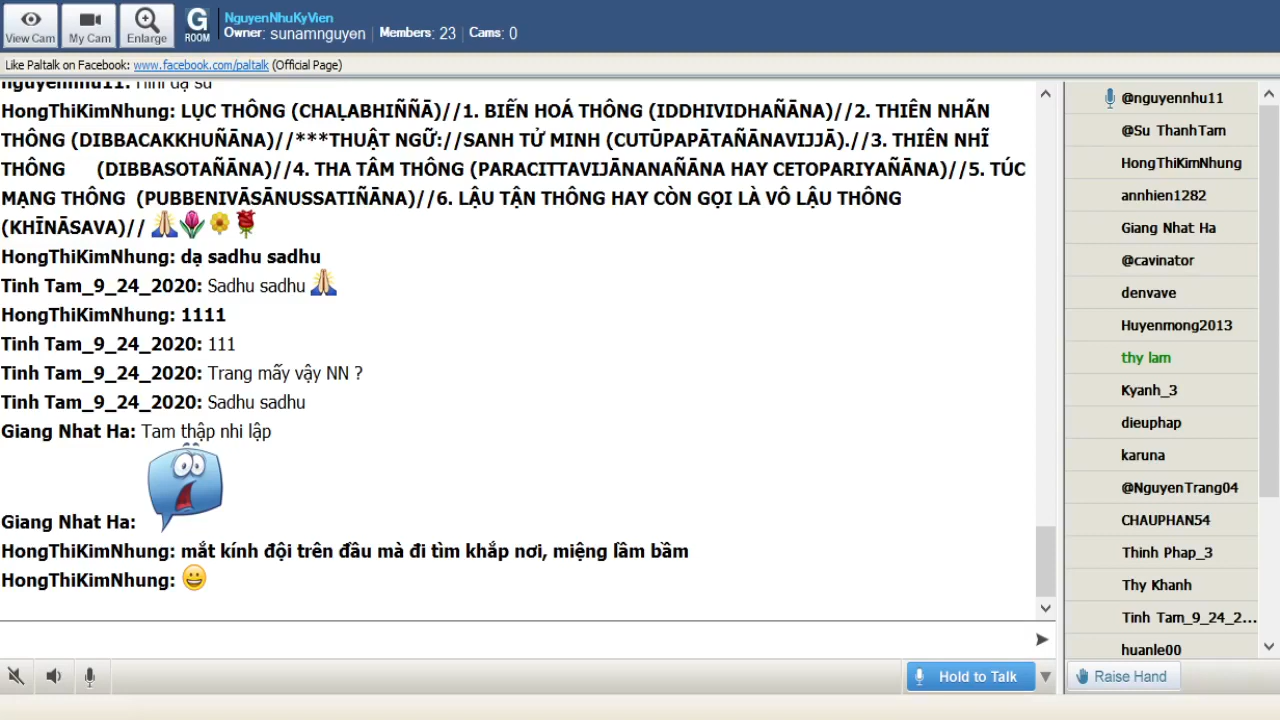 NguyenNhuKyVien
View Cam
My Cam
Enlarge
G ROOM
Owner: sunamnguyen | Members: 23 | Cams: 0
Like Paltalk on Facebook: www.facebook.com/paltalk (Official Page)
nguyennhu11: Hihi dạ sư
HongThiKimNhung: LỤC THÔNG (CHAḶABHIÑÑĀ)//1. BIẾN HOÁ THÔNG (IDDHIVIDHAÑĀNA)//2. THIÊN NHÃN
THÔNG (DIBBACAKKHUÑĀNA)//***THUẬT NGỮ://SANH TỬ MINH (CUTŪPAPĀTAÑĀNAVIJJĀ).//3. THIÊN NHĨ
THÔNG (DIBBASOTAÑĀNA)//4. THA TÂM THÔNG (PARACITTAVIJĀNANAÑĀNA HAY CETOPARIYAÑĀNA)//5. TÚC
MẠNG THÔNG (PUBBENIVĀSĀNUSSATIÑĀNA)//6. LẬU TẬN THÔNG HAY CÒN GỌI LÀ VÔ LẬU THÔNG
(KHĪNĀSAVA)//
HongThiKimNhung: dạ sadhu sadhu
Tinh Tam_9_24_2020: Sadhu sadhu
HongThiKimNhung: 1111
Tinh Tam_9_24_2020: 111
Tinh Tam_9_24_2020: Trang mấy vậy NN ?
Tinh Tam_9_24_2020: Sadhu sadhu
Giang Nhat Ha: Tam thập nhi lập
Giang Nhat Ha:
HongThiKimNhung: mắt kính đội trên đầu mà đi tìm khắp nơi, miệng lầm bầm
HongThiKimNhung:
@nguyennhu11
@Su ThanhTam
HongThiKimNhung
annhien1282
Giang Nhat Ha
@cavinator
denvave
Huyenmong2013
thy lam
Kyanh_3
dieuphap
karuna
@NguyenTrang04
CHAUPHAN54
Thinh Phap_3
Thy Khanh
Tinh Tam_9_24_2...
huanle00
Hold to Talk
Raise Hand